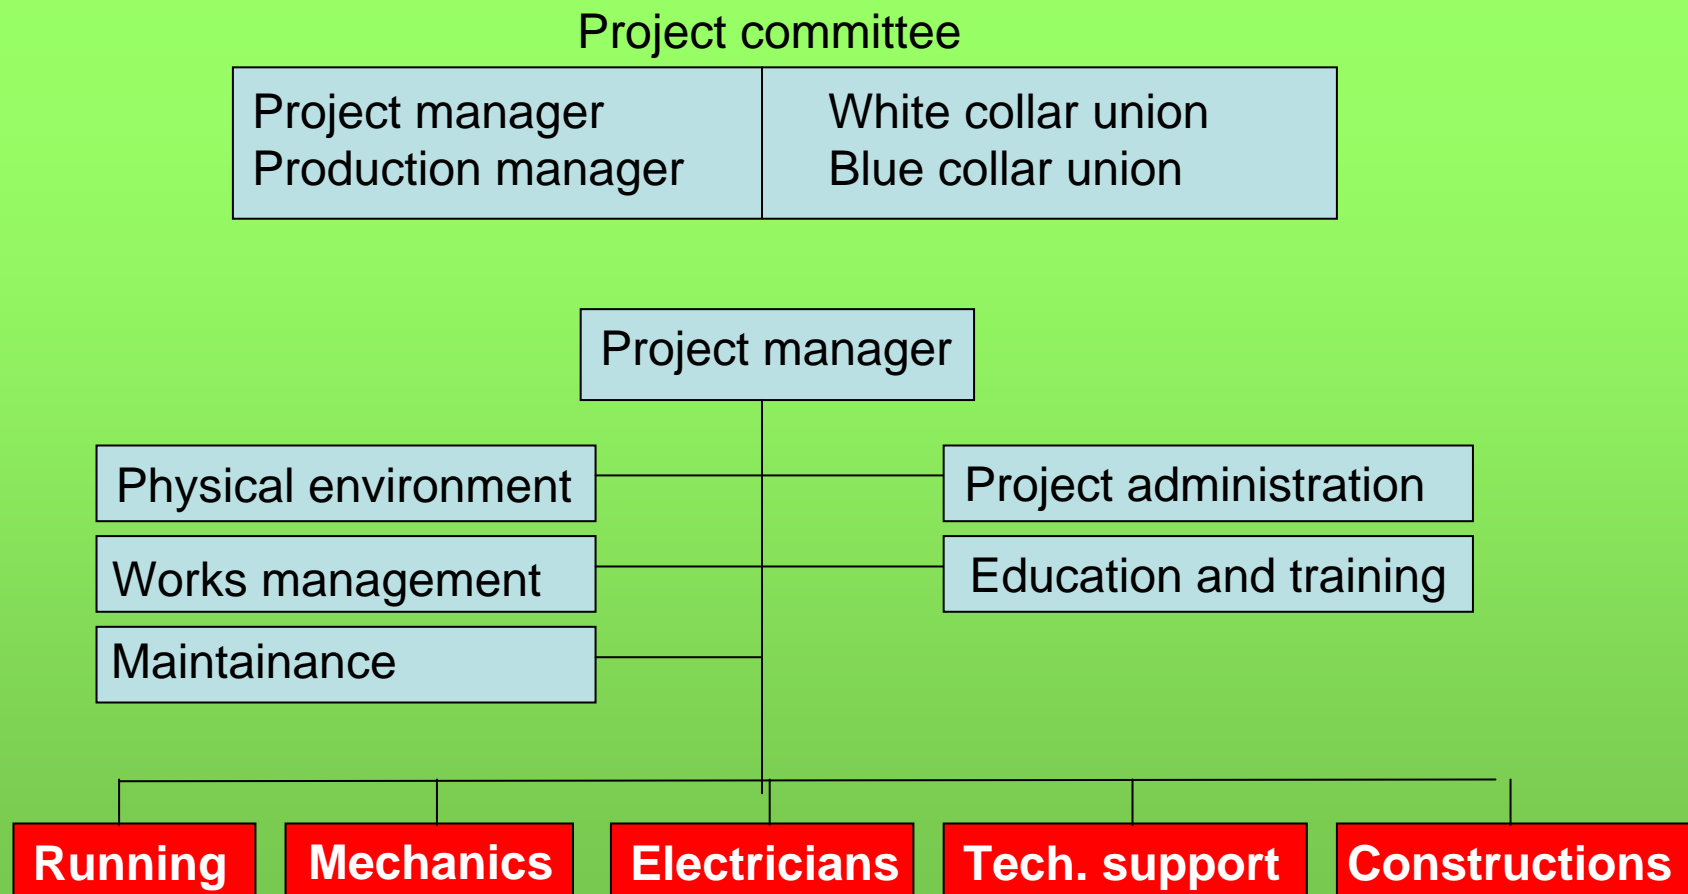 Project committee
Project manager
Production manager
White collar union
Blue collar union
Project manager
Physical environment
Project administration
Works management
Education and training
Maintainance
Running
Mechanics
Electricians
Tech. support
Constructions